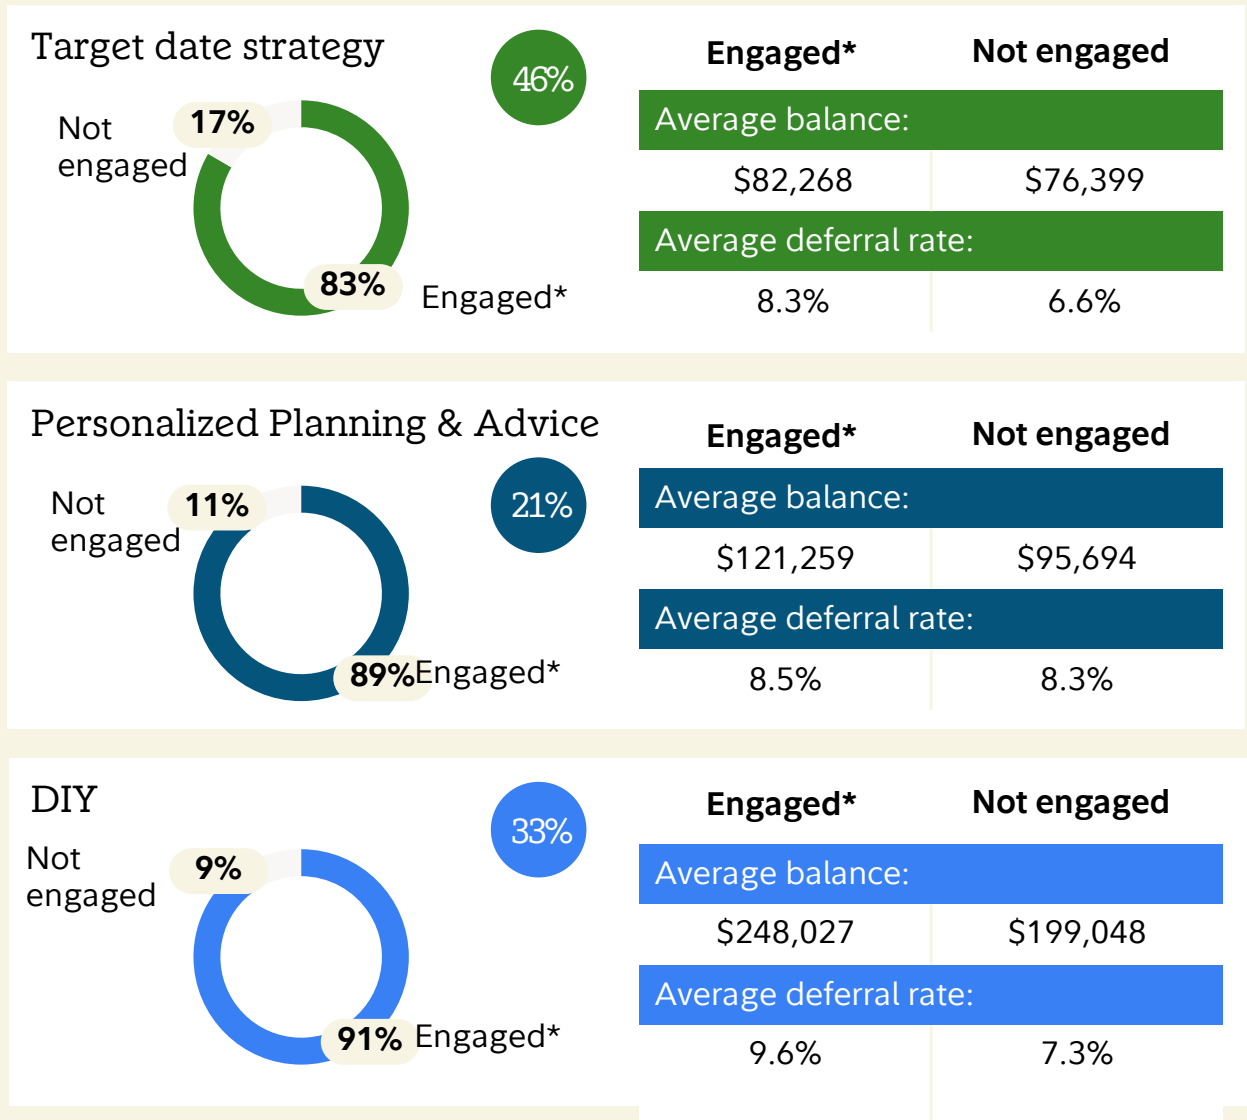 Target date strategy
46%
Not
engaged
17%
83%
Engaged*
Engaged* Not engaged
Average balance:
$82,268 $76,399
Average deferral rate:
8.3% 6.6%
Personalized Planning & Advice
21%
Not
engaged
11%
89%
Engaged*
Engaged* Not engaged
Average balance:
$121,259 $95,694
Average deferral rate:
8.5% 8.3%
DIY
33%
Not
engaged
9%
91%
Engaged*
Engaged* Not engaged
Average balance:
$248,027 $199,048
Average deferral rate:
9.6% 7.3%